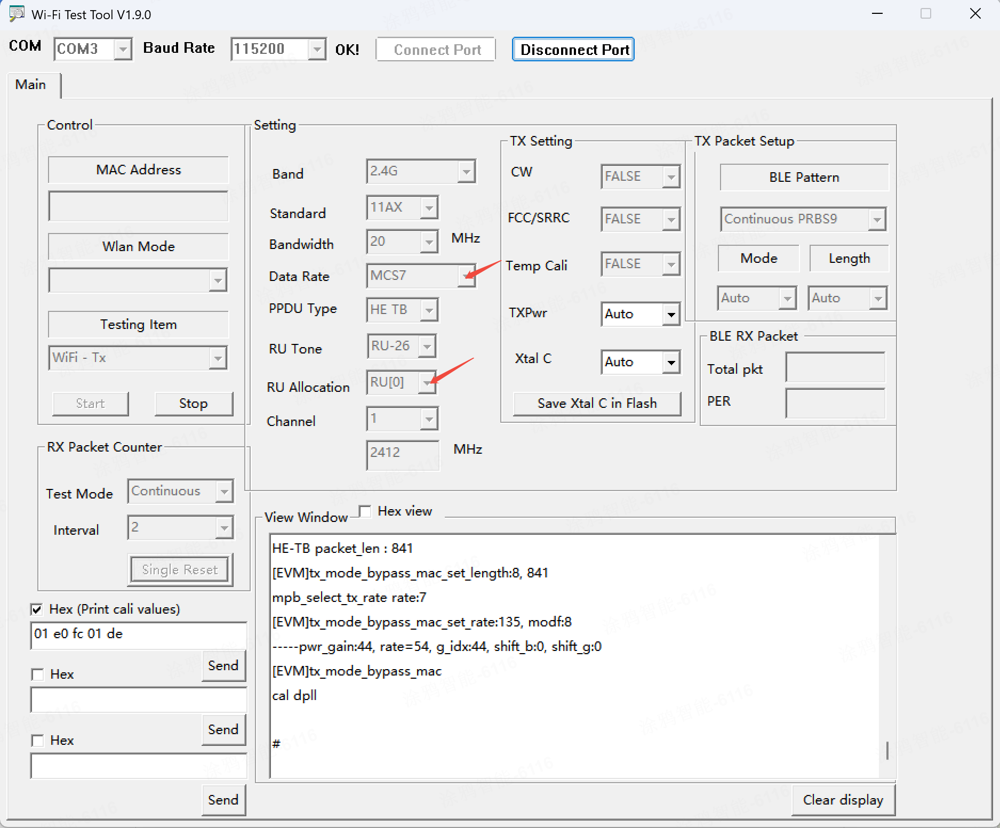 Wi-Fi Test Tool V1.9.0
COM
COM3
Baud Rate
115200
OK!
Connect Port
Disconnect Port
Main
Control
MAC Address
Wlan Mode
Testing Item
WiFi - Tx
Start
Stop
Setting
Band
2.4G
Standard
11AX
Bandwidth
20
MHz
Data Rate
MCS7
PPDU Type
HE TB
RU Tone
RU-26
RU Allocation
RU[0]
Channel
1
2412
MHz
TX Setting
CW
FALSE
FCC/SRRC
FALSE
Temp Cali
FALSE
TXPwr
Auto
Xtal C
Auto
Save Xtal C in Flash
TX Packet Setup
BLE Pattern
Continuous PRBS9
Mode
Length
Auto
Auto
BLE RX Packet
Total pkt
PER
RX Packet Counter
Test Mode
Continuous
Interval
2
Single Reset
Hex (Print cali values)
01 e0 fc 01 de
Send
Hex
Send
Hex
Send
View Window
Hex view
HE-TB packet_len : 841
[EVM]tx_mode_bypass_mac_set_length:8, 841
mpb_select_tx_rate rate:7
[EVM]tx_mode_bypass_mac_set_rate:135, modf:8
-----pwr_gain:44, rate=54, g_idx:44, shift_b:0, shift_g:0
[EVM]tx_mode_bypass_mac
cal dpll
#
Clear display
涂鸦智能-6116